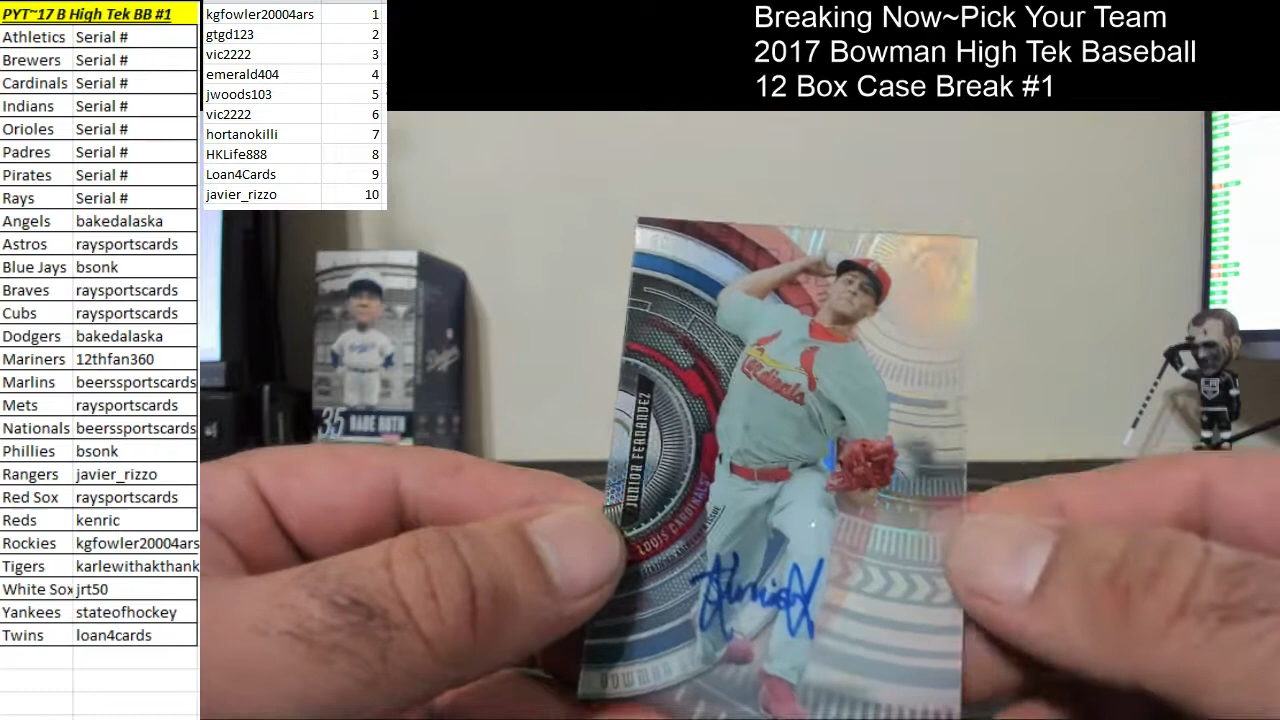 PYT~17 B High Tek BB #1
Athletics Serial #
Brewers Serial #
Cardinals Serial #
Indians Serial #
Orioles Serial #
Padres Serial #
Pirates Serial #
Rays Serial #
Angels bakedalaska
Astros raysportscards
Blue Jays bsonk
Braves raysportscards
Cubs raysportscards
Dodgers bakedalaska
Mariners 12thfan360
Marlins beerssportscards
Mets raysportscards
Nationals beerssportscards
Phillies bsonk
Rangers javier_rizzo
Red Sox raysportscards
Reds kenric
Rockies kgfowler20004ars
Tigers karlewithakthank
White Sox jrt50
Yankees stateofhockey
Twins loan4cards
kgfowler20004ars 1
gtgd123 2
vic2222 3
emerald404 4
jwoods103 5
vic2222 6
hortanokilli 7
HKLife888 8
Loan4Cards 9
javier_rizzo 10
Breaking Now~Pick Your Team
2017 Bowman High Tek Baseball
12 Box Case Break #1
35 BABE RUTH
Dodgers
Cardinals
JUNIOR FERNANDEZ
LOUIS CARDINALS
BOWMAN